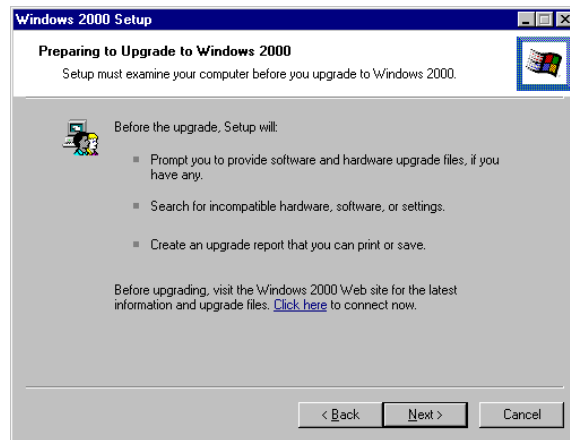 Windows 2000 Setup
Preparing to Upgrade to Windows 2000
Setup must examine your computer before you upgrade to Windows 2000.
Before the upgrade, Setup will:
Prompt you to provide software and hardware upgrade files, if you
have any.
Search for incompatible hardware, software, or settings.
Create an upgrade report that you can print or save.
Before upgrading, visit the Windows 2000 Web site for the latest
information and upgrade files. Click here to connect now.
< Back Next > Cancel